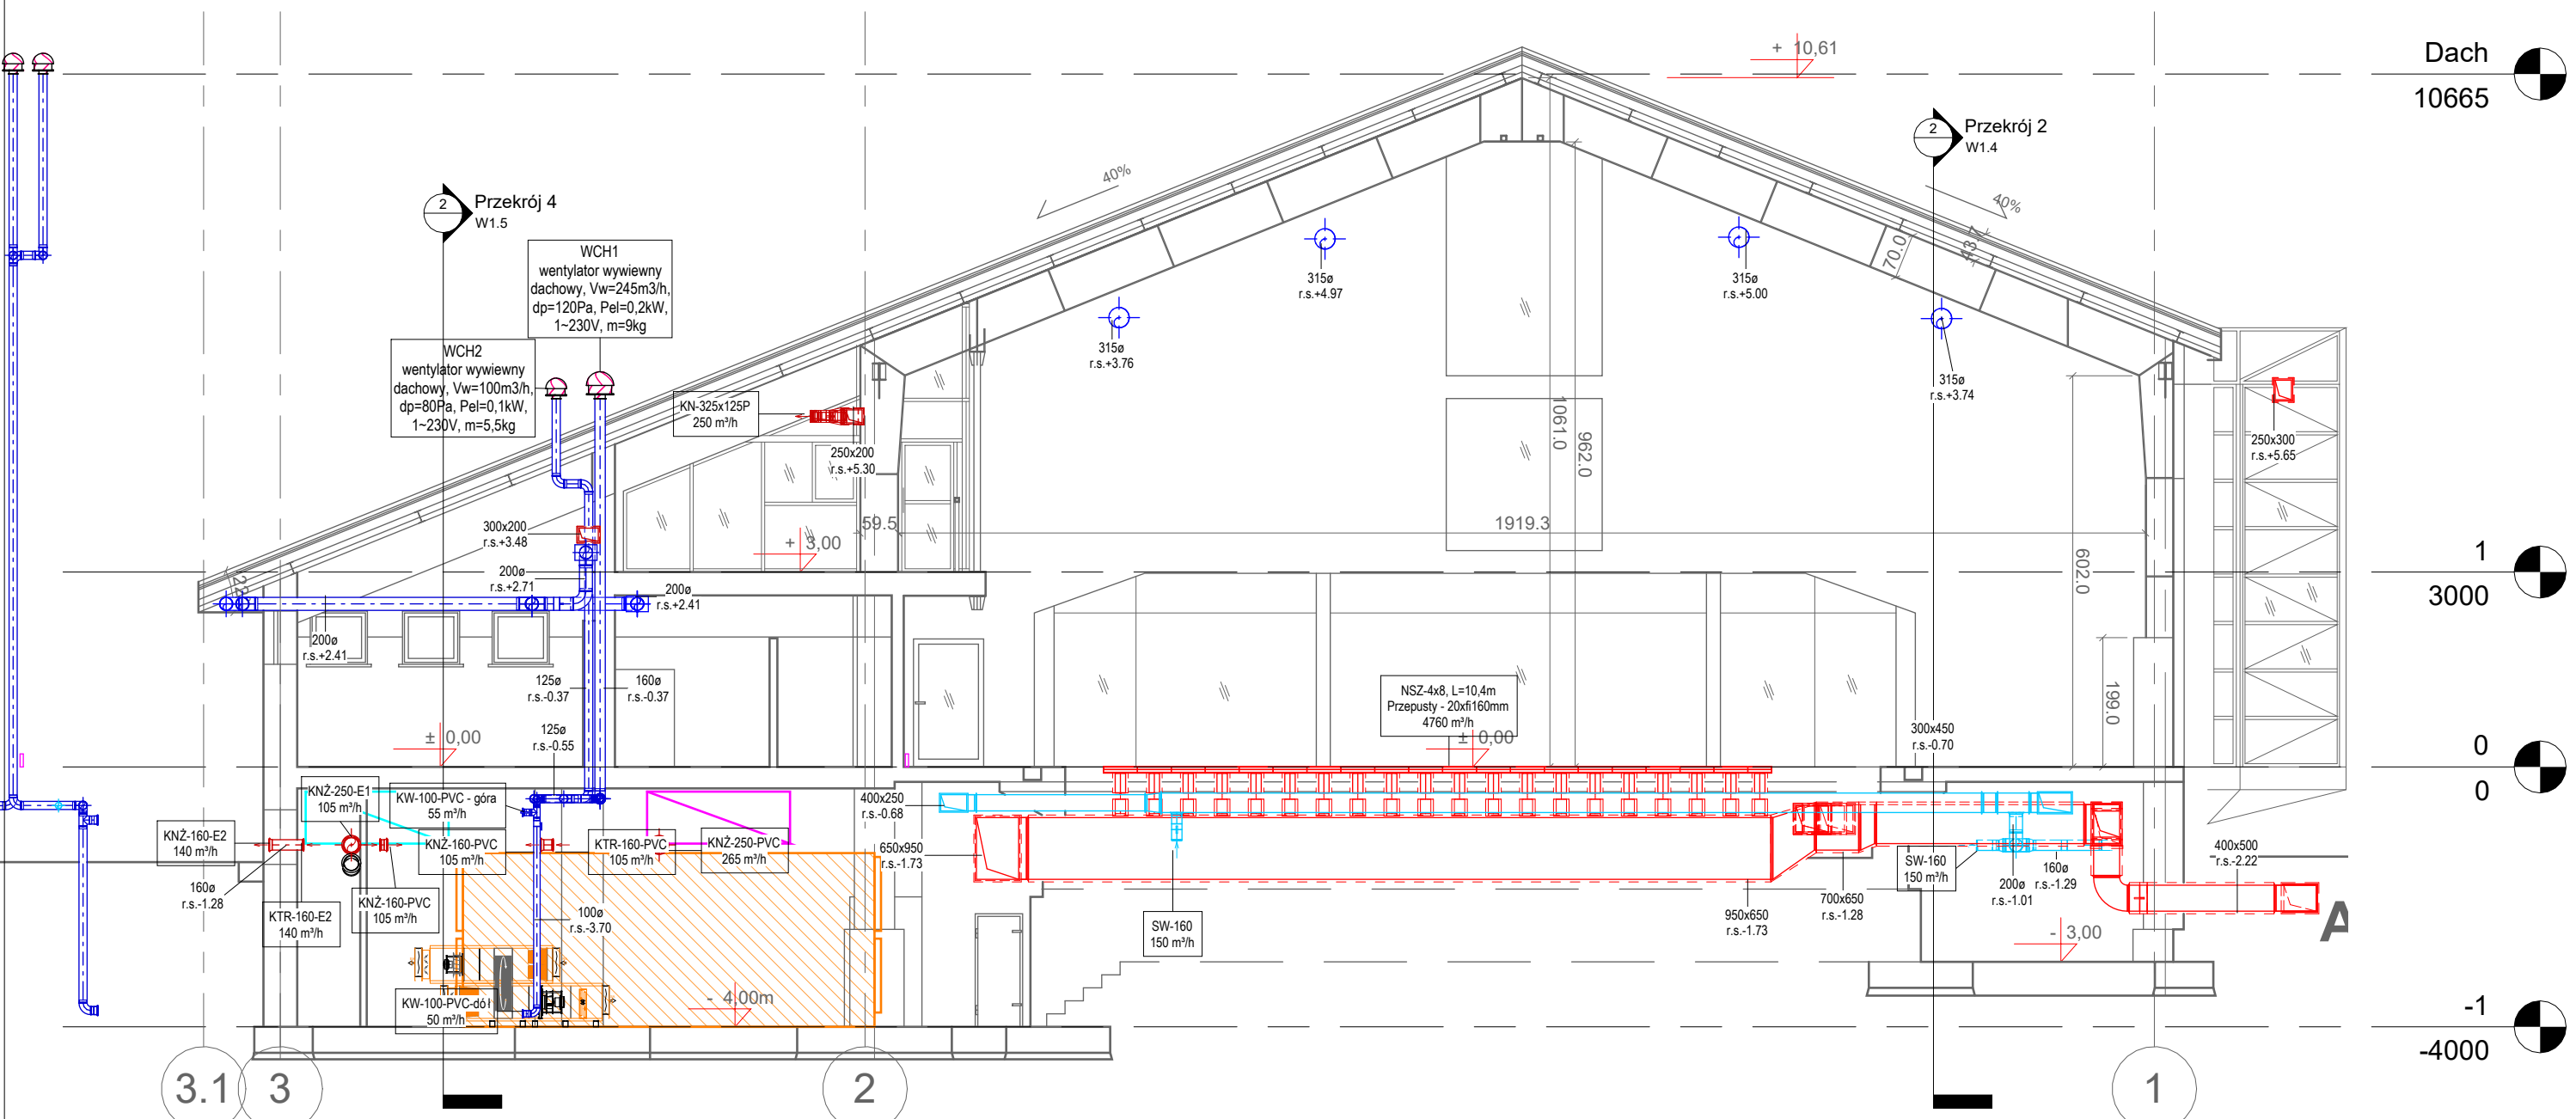 Dach
10665
+ 10,61
2
Przekrój 2
W1.4
40%
40%
2
Przekrój 4
W1.5
WCH1
wentylator wywiewny
dachowy, Vw=245m3/h,
dp=120Pa, Pel=0,2kW,
1~230V, m=9kg
WCH2
wentylator wywiewny
dachowy, Vw=100m3/h,
dp=80Pa, Pel=0,1kW,
1~230V, m=5,5kg
315ø
r.s.+4.97
315ø
r.s.+5.00
70.0
43.7
315ø
r.s.+3.76
315ø
r.s.+3.74
KN-325x125P
250 m³/h
250x200
r.s.+5.30
1061.0
962.0
250x300
r.s.+5.65
300x200
r.s.+3.48
59.5
1919.3
+ 3,00
602.0
1
3000
200ø
r.s.+2.71
200ø
r.s.+2.41
200ø
r.s.+2.41
125ø
r.s.-0.37
160ø
r.s.-0.37
NSZ-4x8, L=10,4m
Przepusty - 20xfi160mm
4760 m³/h
199.0
125ø
r.s.-0.55
± 0,00
± 0,00
300x450
r.s.-0.70
0
0
KNŻ-250-E1
105 m³/h
KW-100-PVC - góra
55 m³/h
400x250
r.s.-0.68
KNŻ-160-E2
140 m³/h
KNŻ-160-PVC
105 m³/h
KTR-160-PVC
105 m³/h
KNŻ-250-PVC
265 m³/h
650x950
r.s.-1.73
SW-160
150 m³/h
200ø
r.s.-1.01
160ø
r.s.-1.29
400x500
r.s.-2.22
160ø
r.s.-1.28
KTR-160-E2
140 m³/h
KNŻ-160-PVC
105 m³/h
100ø
r.s.-3.70
SW-160
150 m³/h
950x650
r.s.-1.73
700x650
r.s.-1.28
A
- 3,00
KW-100-PVC-dół
50 m³/h
- 4,00m
-1
-4000
3.1
3
2
1